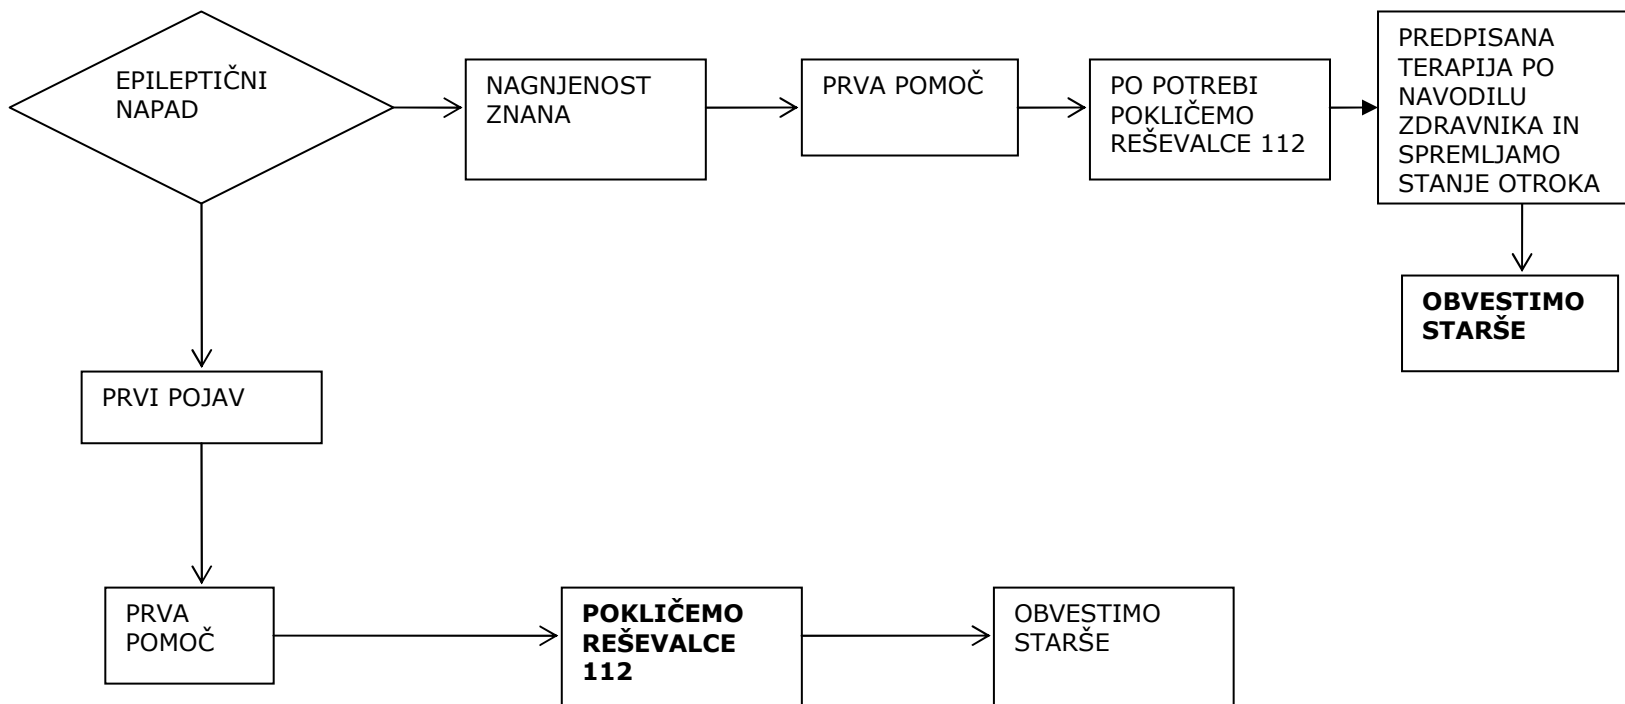 EPILEPTIČNI
NAPAD
NAGNJENOST
ZNANA
PRVA POMOČ
PO POTREBI
POKLIČEMO
REŠEVALCE 112
PREDPISANA
TERAPIJA PO
NAVODILU
ZDRAVNIKA IN
SPREMLJAMO
STANJE OTROKA
OBVESTIMO
STARŠE
PRVI POJAV
PRVA
POMOČ
POKLIČEMO
REŠEVALCE
112
OBVESTIMO
STARŠE